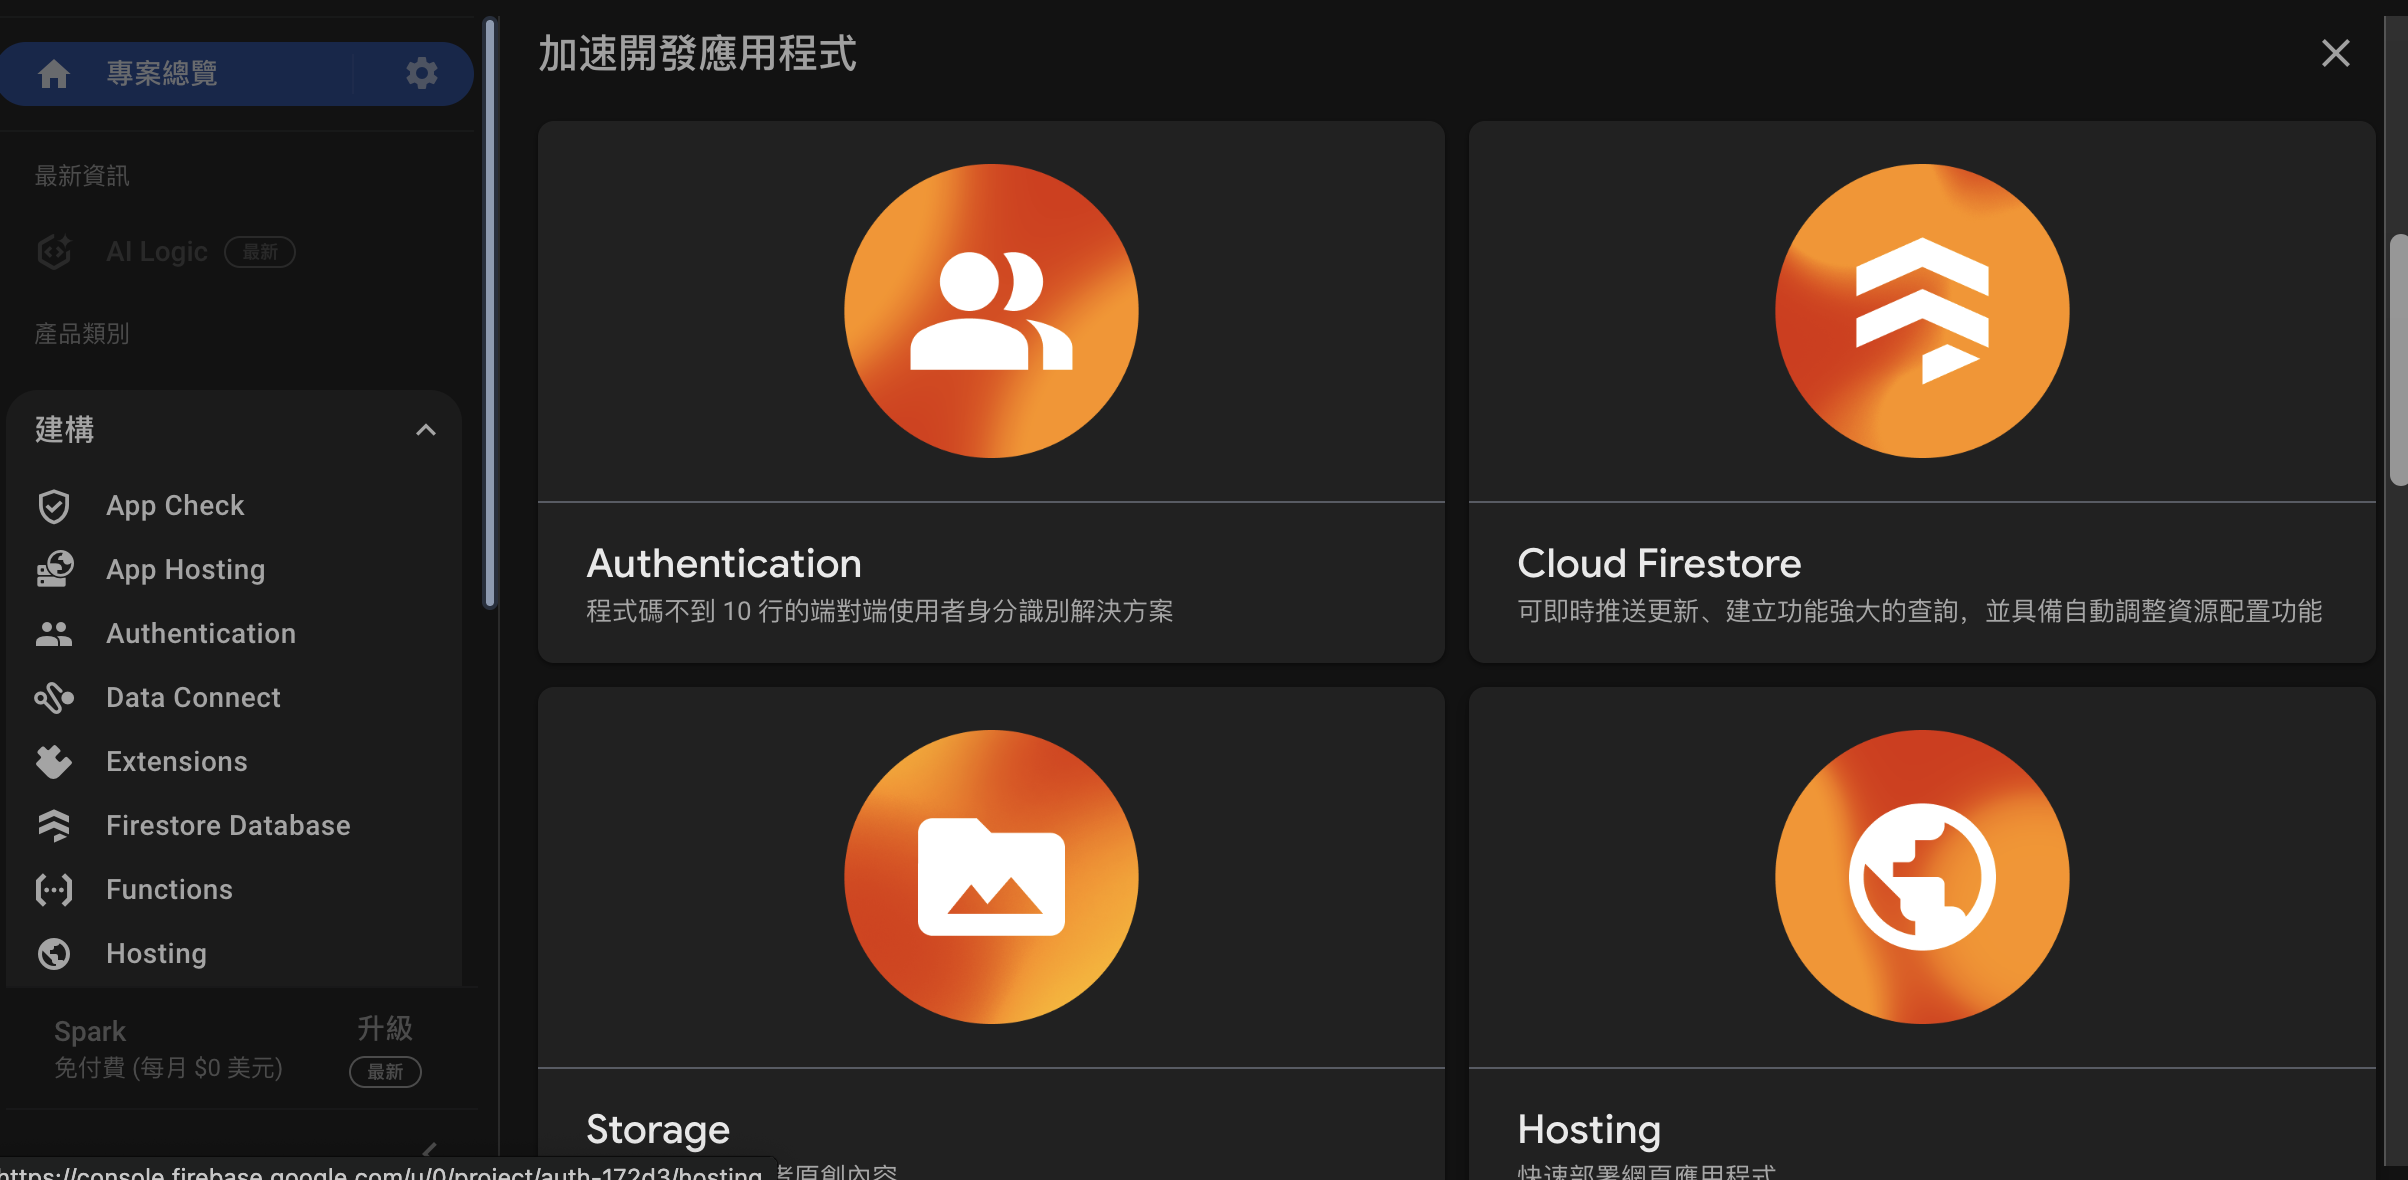 專案總覽
最新資訊
AI Logic 最新
產品類別
建構
App Check
App Hosting
Authentication
Data Connect
Extensions
Firestore Database
Functions
Hosting
Spark
免付費 (每月 $0 美元)
升級
最新
https://console.firebase.google.com/u/0/project/auth-172d3/hosting
加速開發應用程式
Authentication
程式碼不到 10 行的端對端使用者身分識別解決方案
Cloud Firestore
可即時推送更新、建立功能強大的查詢，並具備自動調整資源配置功能
Storage
者原創內容
Hosting
快速部署網頁應用程式